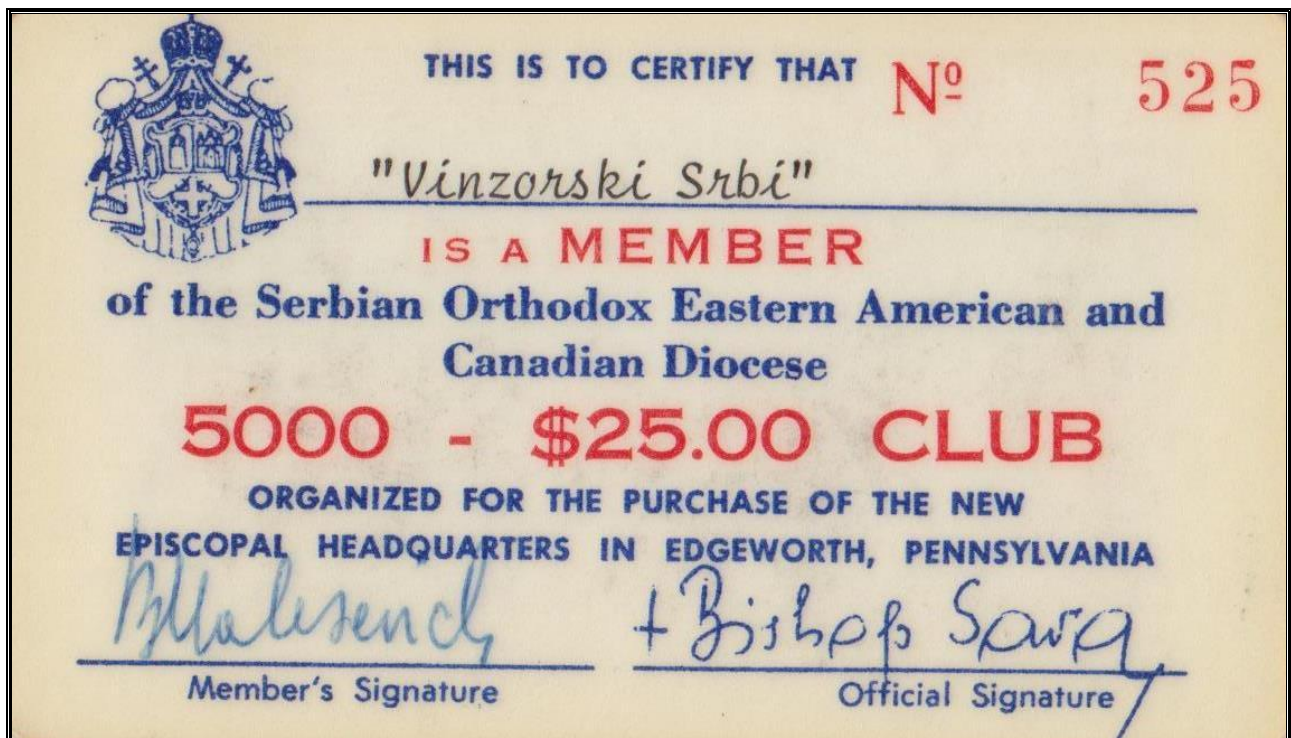 THIS IS TO CERTIFY THAT Nº 525
"Vinzorski Srbi"
IS A MEMBER
of the Serbian Orthodox Eastern American and
Canadian Diocese
5000 - $25.00 CLUB
ORGANIZED FOR THE PURCHASE OF THE NEW
EPISCOPAL HEADQUARTERS IN EDGEWORTH, PENNSYLVANIA
+ Bishop Sava
Member's Signature Official Signature